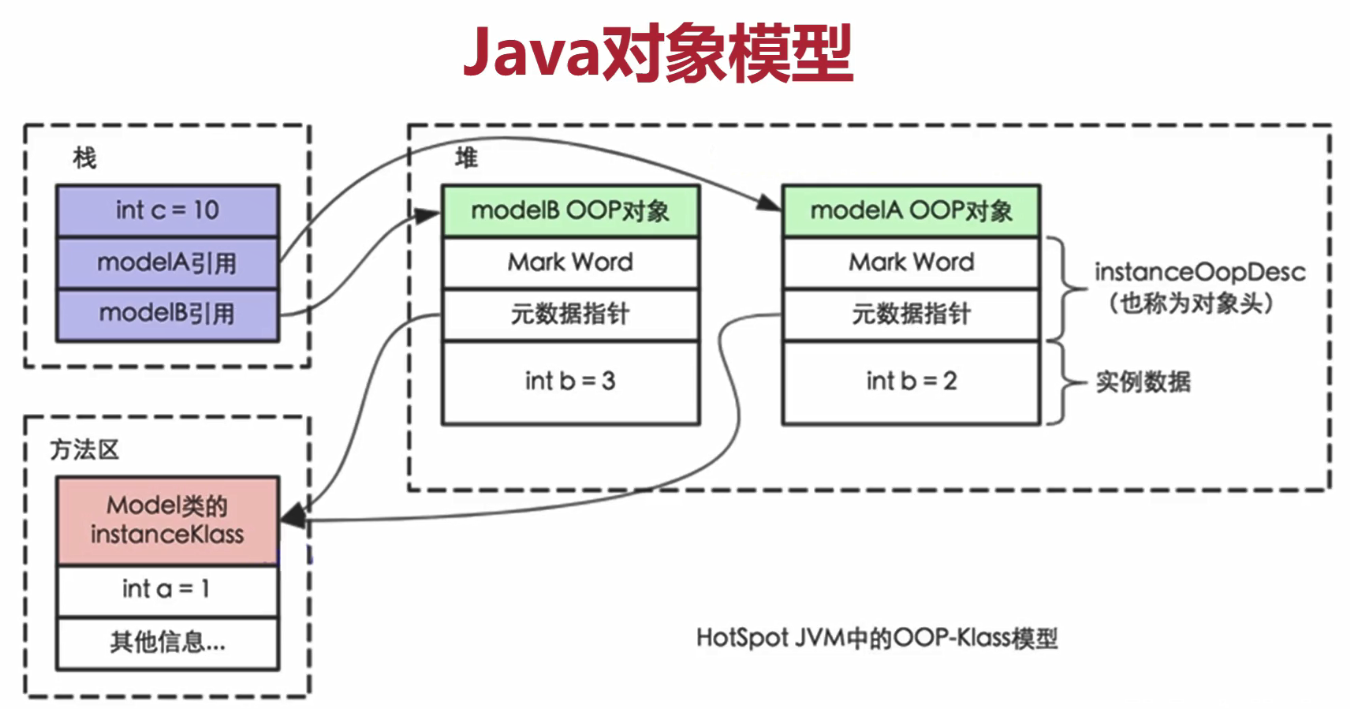 Java对象模型
栈
int c = 10
modelA引用
modelB引用
堆
modelB OOP对象
Mark Word
元数据指针
int b = 3
modelA OOP对象
Mark Word
元数据指针
int b = 2
instanceOopDesc
（也称为对象头）
实例数据
方法区
Model类的
instanceKlass
int a = 1
其他信息...
HotSpot JVM中的OOP-Klass模型